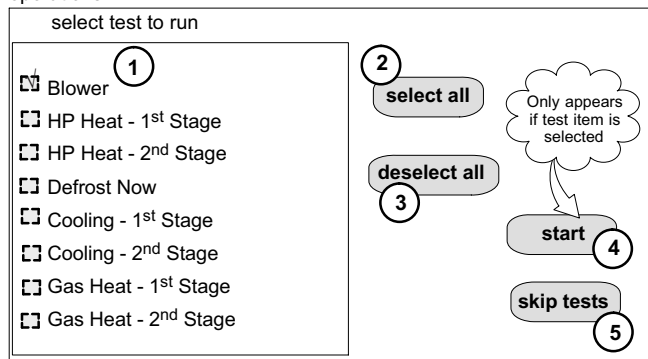 select test to run
1
Blower
HP Heat - 1st Stage
HP Heat - 2nd Stage
Defrost Now
Cooling - 1st Stage
Cooling - 2nd Stage
Gas Heat - 1st Stage
Gas Heat - 2nd Stage
2
select all
deselect all
3
Only appears
if test item is
selected
start
4
skip tests
5